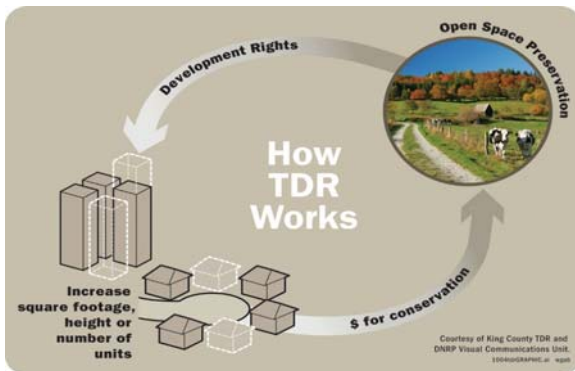 Open Space Preservation
Development Rights
How
TDR
Works
Increase
square footage,
height or
number of
units
$ for conservation
Courtesy of King County TDR and
DNRP Visual Communications Unit.